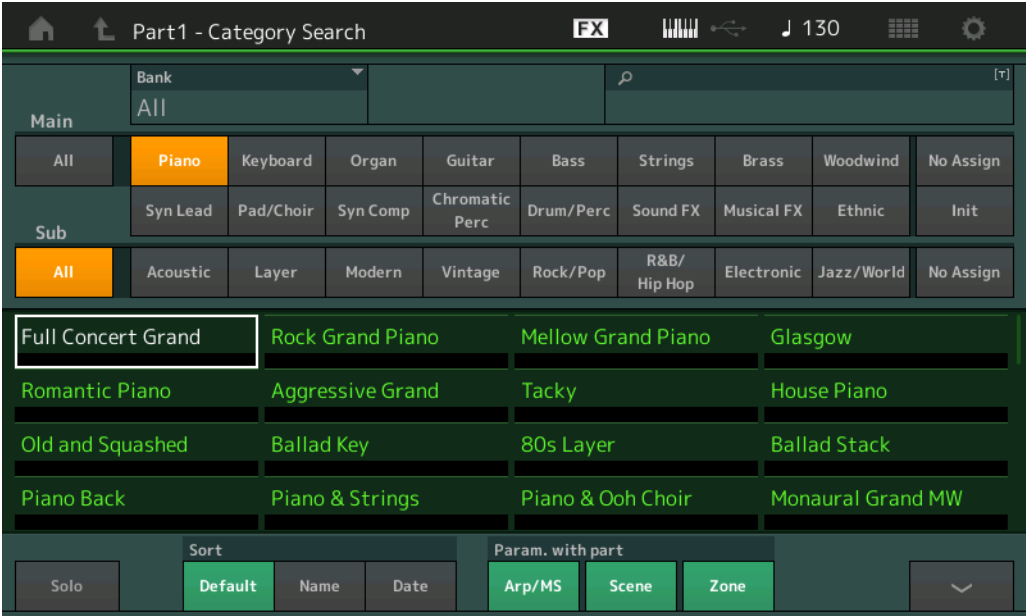 Part1 - Category Search FX ♩ 130
Bank [T]
All
Main
All Piano Keyboard Organ Guitar Bass Strings Brass Woodwind No Assign
Syn Lead Pad/Choir Syn Comp Chromatic Perc Drum/Perc Sound FX Musical FX Ethnic Init
Sub
All Acoustic Layer Modern Vintage Rock/Pop R&B/ Hip Hop Electronic Jazz/World No Assign
Full Concert Grand Rock Grand Piano Mellow Grand Piano Glasgow
Romantic Piano Aggressive Grand Tacky House Piano
Old and Squashed Ballad Key 80s Layer Ballad Stack
Piano Back Piano & Strings Piano & Ooh Choir Monaural Grand MW
Sort Param. with part
Solo Default Name Date Arp/MS Scene Zone